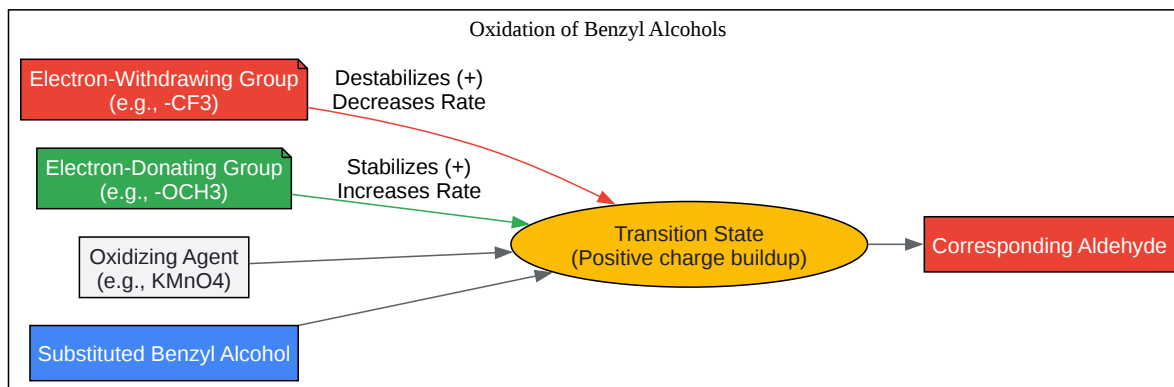 Oxidation of Benzyl Alcohols
Electron-Withdrawing Group
(e.g., -CF3)
Destabilizes (+)
Decreases Rate
Electron-Donating Group
(e.g., -OCH3)
Stabilizes (+)
Increases Rate
Oxidizing Agent
(e.g., KMnO4)
Substituted Benzyl Alcohol
Transition State
(Positive charge buildup)
Corresponding Aldehyde